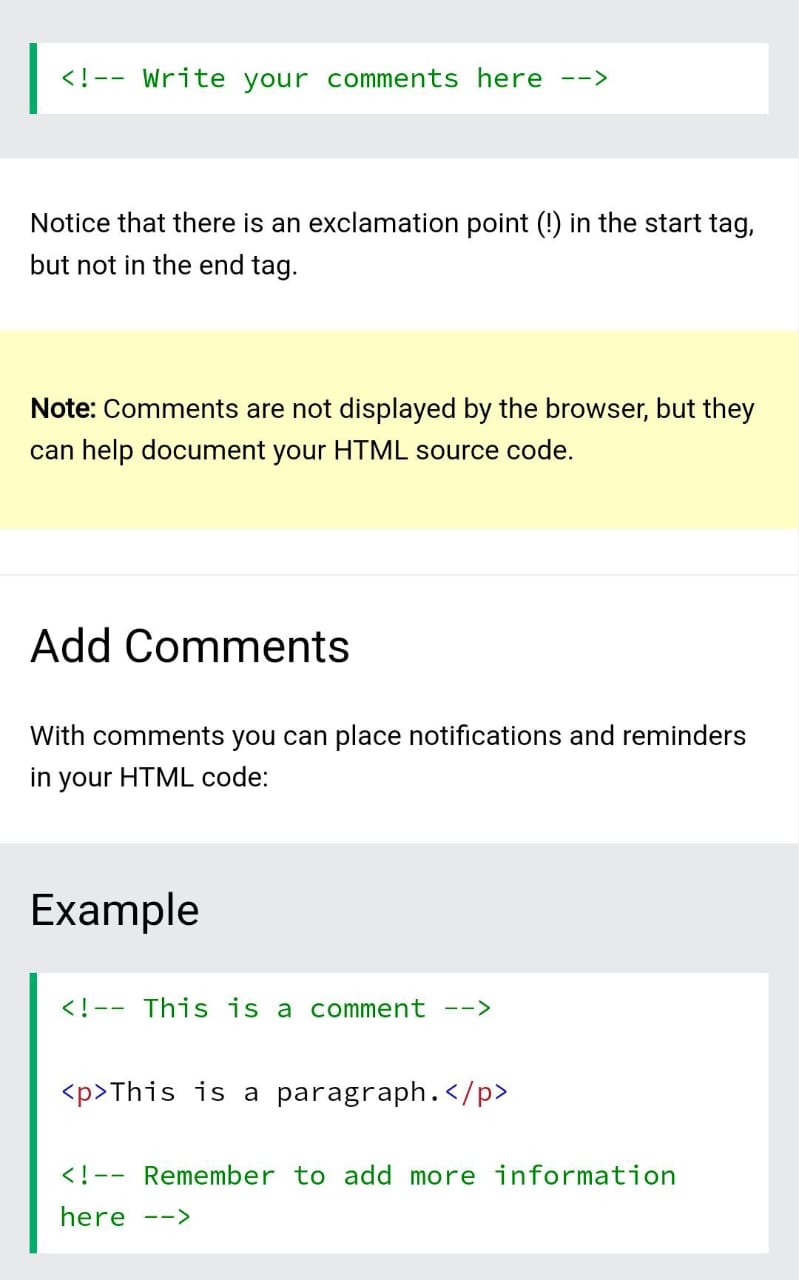 <!-- Write your comments here -->
Notice that there is an exclamation point (!) in the start tag,
but not in the end tag.
Note: Comments are not displayed by the browser, but they
can help document your HTML source code.
Add Comments
With comments you can place notifications and reminders
in your HTML code:
Example
<!-- This is a comment -->
<p>This is a paragraph.</p>
<!-- Remember to add more information
here -->